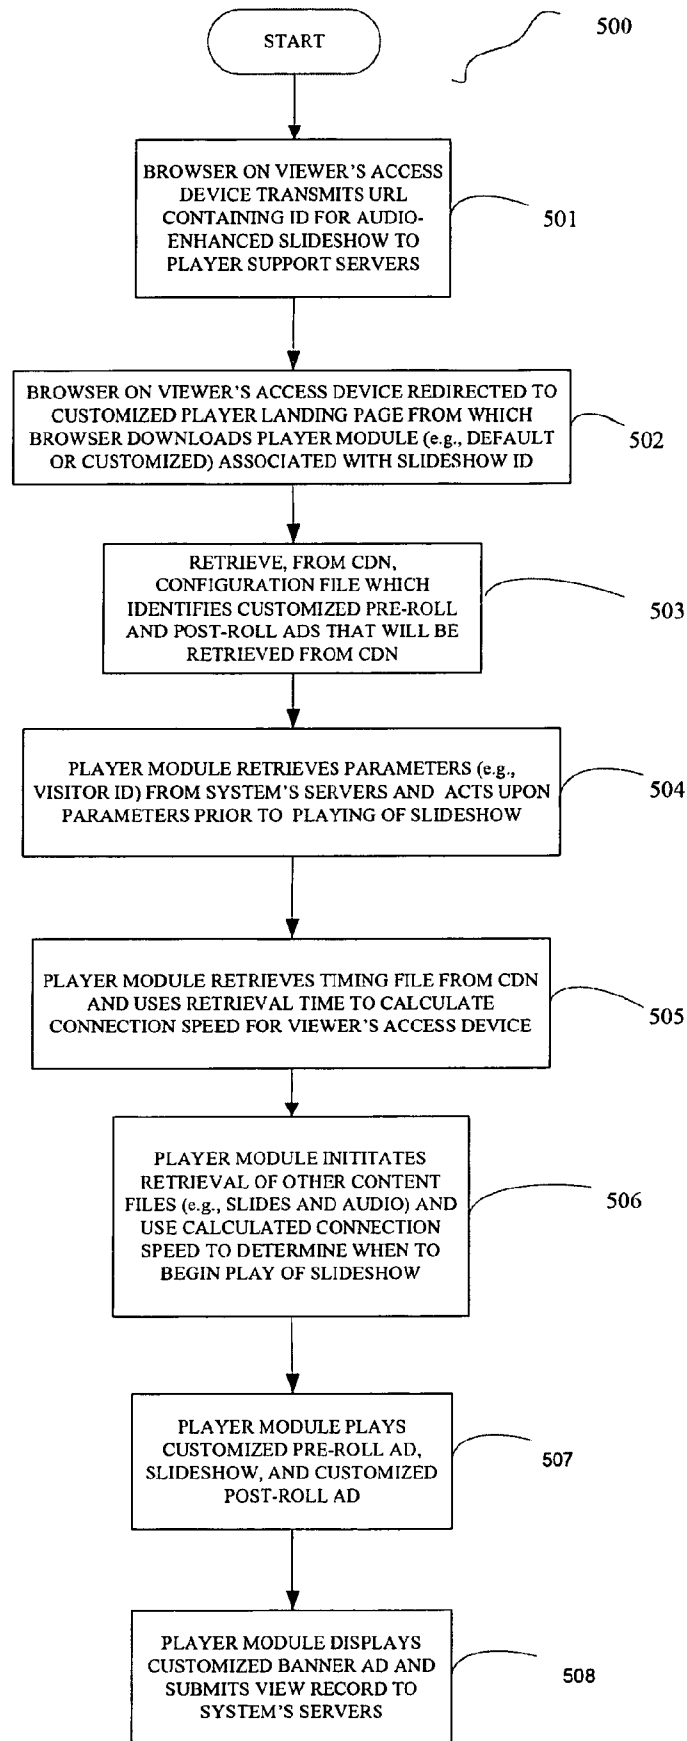 START
500
BROWSER ON VIEWER'S ACCESS
DEVICE TRANSMITS URL
CONTAINING ID FOR AUDIO-
ENHANCED SLIDESHOW TO
PLAYER SUPPORT SERVERS
501
BROWSER ON VIEWER'S ACCESS DEVICE REDIRECTED TO
CUSTOMIZED PLAYER LANDING PAGE FROM WHICH
BROWSER DOWNLOADS PLAYER MODULE (e.g., DEFAULT
OR CUSTOMIZED) ASSOCIATED WITH SLIDESHOW ID
502
RETRIEVE, FROM CDN,
CONFIGURATION FILE WHICH
IDENTIFIES CUSTOMIZED PRE-ROLL
AND POST-ROLL ADS THAT WILL BE
RETRIEVED FROM CDN
503
PLAYER MODULE RETRIEVES PARAMETERS (e.g.,
VISITOR ID) FROM SYSTEM'S SERVERS AND ACTS UPON
PARAMETERS PRIOR TO PLAYING OF SLIDESHOW
504
PLAYER MODULE RETRIEVES TIMING FILE FROM CDN
AND USES RETRIEVAL TIME TO CALCULATE
CONNECTION SPEED FOR VIEWER'S ACCESS DEVICE
505
PLAYER MODULE INITITATES
RETRIEVAL OF OTHER CONTENT
FILES (e.g., SLIDES AND AUDIO) AND
USE CALCULATED CONNECTION
SPEED TO DETERMINE WHEN TO
BEGIN PLAY OF SLIDESHOW
506
PLAYER MODULE PLAYS
CUSTOMIZED PRE-ROLL AD,
SLIDESHOW, AND CUSTOMIZED
POST-ROLL AD
507
PLAYER MODULE DISPLAYS
CUSTOMIZED BANNER AD AND
SUBMITS VIEW RECORD TO
SYSTEM'S SERVERS
508